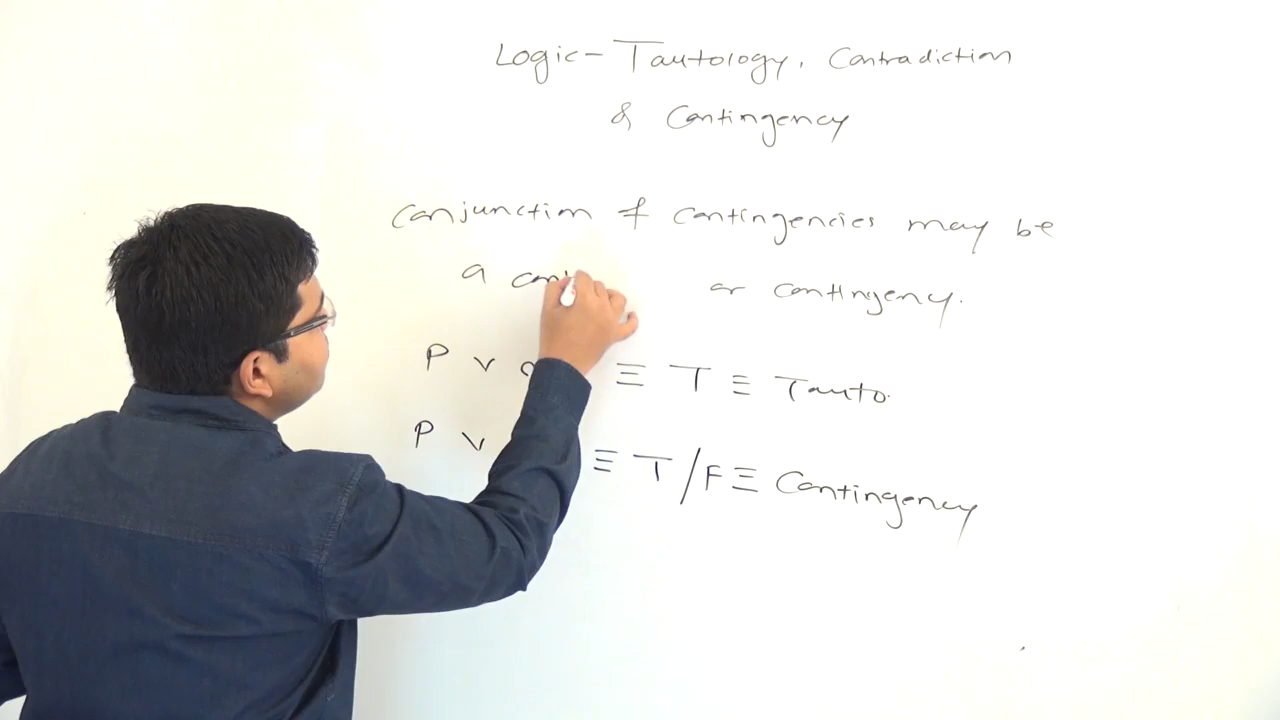 Logic - Tautology, Contradiction
& Contingency
Conjunction of contingencies may be
a or contingency.
P ∨ ≡ T ≡ Tauto.
P ∨ ≡ T/F ≡ Contingency